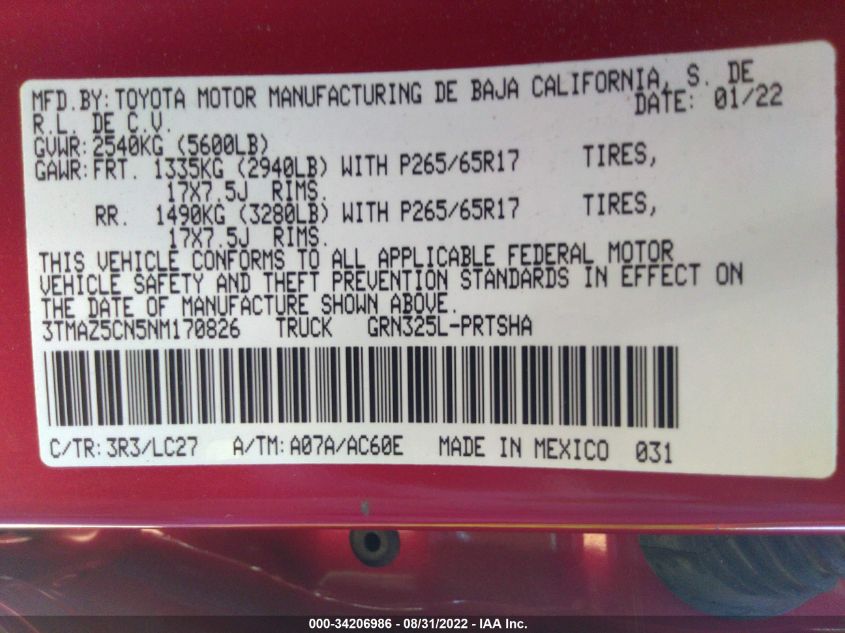 MFD.BY: TOYOTA MOTOR MANUFACTURING DE BAJA CALIFORNIA, S. DE
R.L. DE C.V. DATE: 01/22
GVWR: 2540KG (5600LB)
GAWR: FRT. 1335KG (2940LB) WITH P265/65R17 TIRES,
17X7.5J RIMS.
RR. 1490KG (3280LB) WITH P265/65R17 TIRES,
17X7.5J RIMS.
THIS VEHICLE CONFORMS TO ALL APPLICABLE FEDERAL MOTOR
VEHICLE SAFETY AND THEFT PREVENTION STANDARDS IN EFFECT ON
THE DATE OF MANUFACTURE SHOWN ABOVE.
3TMAZ5CN5NM170826 TRUCK GRN325L-PRTSHA
C/TR: 3R3/LC27 A/TM: A07A/AC60E MADE IN MEXICO 031
000-34206986 - 08/31/2022 - IAA Inc.